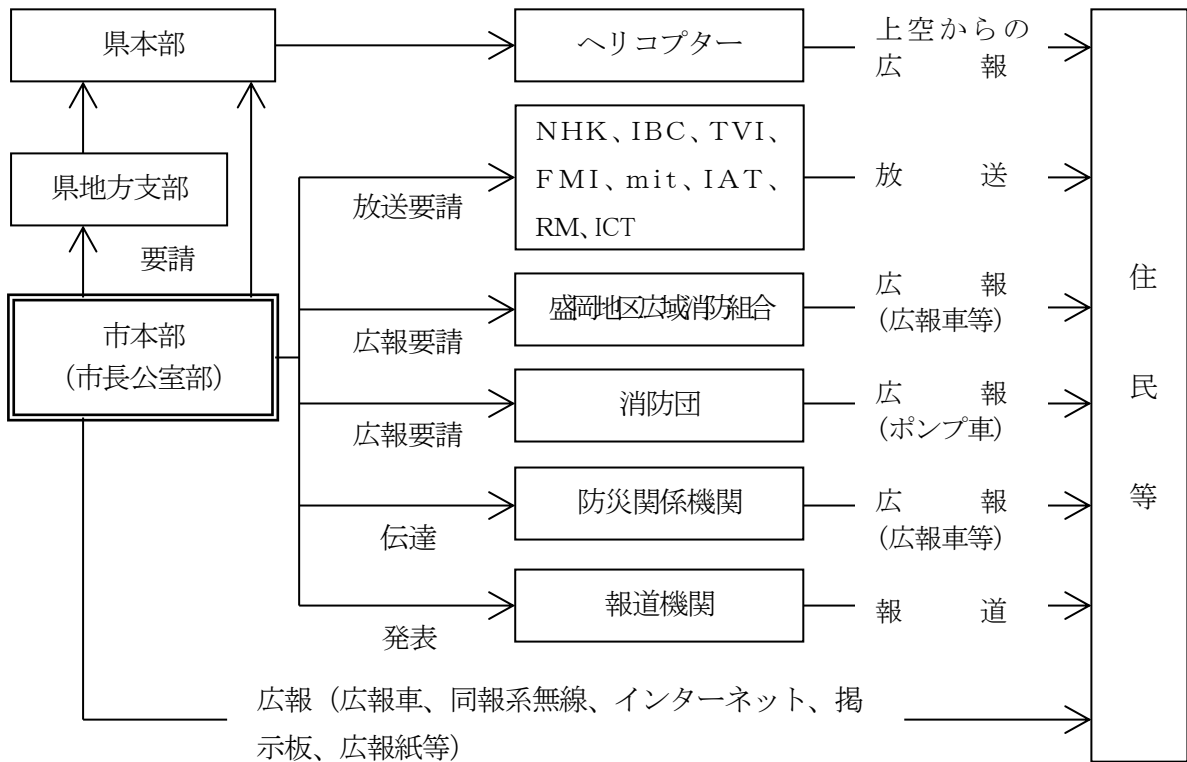 県本部
ヘリコプター
上空からの
広報
NHK、IBC、TVI、
FMI、mit、IAT、
RM、ICT
放送
放送要請
県地方支部
要請
市本部
（市長公室部）
盛岡地区広域消防組合
広報
（広報車等）
広報要請
消防団
広報
（ポンプ車）
広報要請
防災関係機関
広報
（広報車等）
伝達
報道機関
報道
発表
広報（広報車、同報系無線、インターネット、掲
示板、広報紙等）
住
民
等